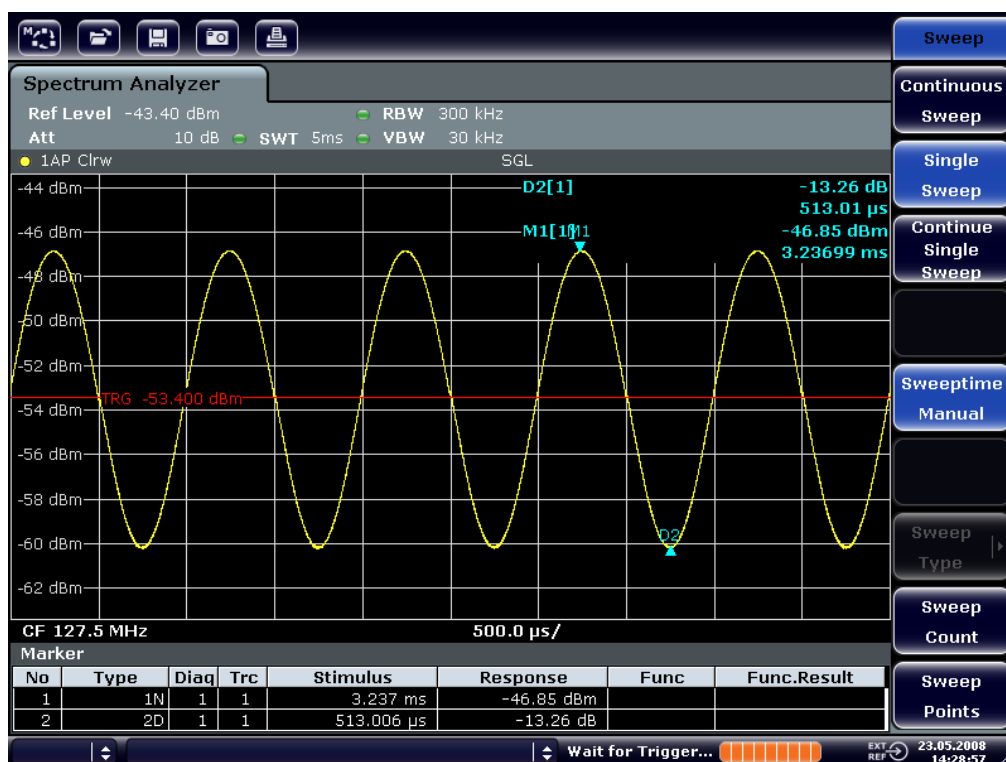 M
Sweep
Spectrum Analyzer
Ref Level -43.40 dBm RBW 300 kHz
Att 10 dB SWT 5ms VBW 30 kHz
1AP Clrw SGL
-44 dBm D2[1] -13.26 dB
513.01 µs
-46 dBm M1[1] M1 -46.85 dBm
3.23699 ms
-48 dBm
-50 dBm
-52 dBm
TRG -53.400 dBm
-54 dBm
-56 dBm
-58 dBm
-60 dBm D2
-62 dBm
CF 127.5 MHz 500.0 µs/
Marker
No Type Diag Trc Stimulus Response Func Func.Result
1 1N 1 1 3.237 ms -46.85 dBm
2 2D 1 1 513.006 µs -13.26 dB
Continuous
Sweep
Single
Sweep
Continue
Single
Sweep
Sweeptime
Manual
Sweep
Type
Sweep
Count
Sweep
Points
Wait for Trigger... EXT REF 23.05.2008
14:28:57